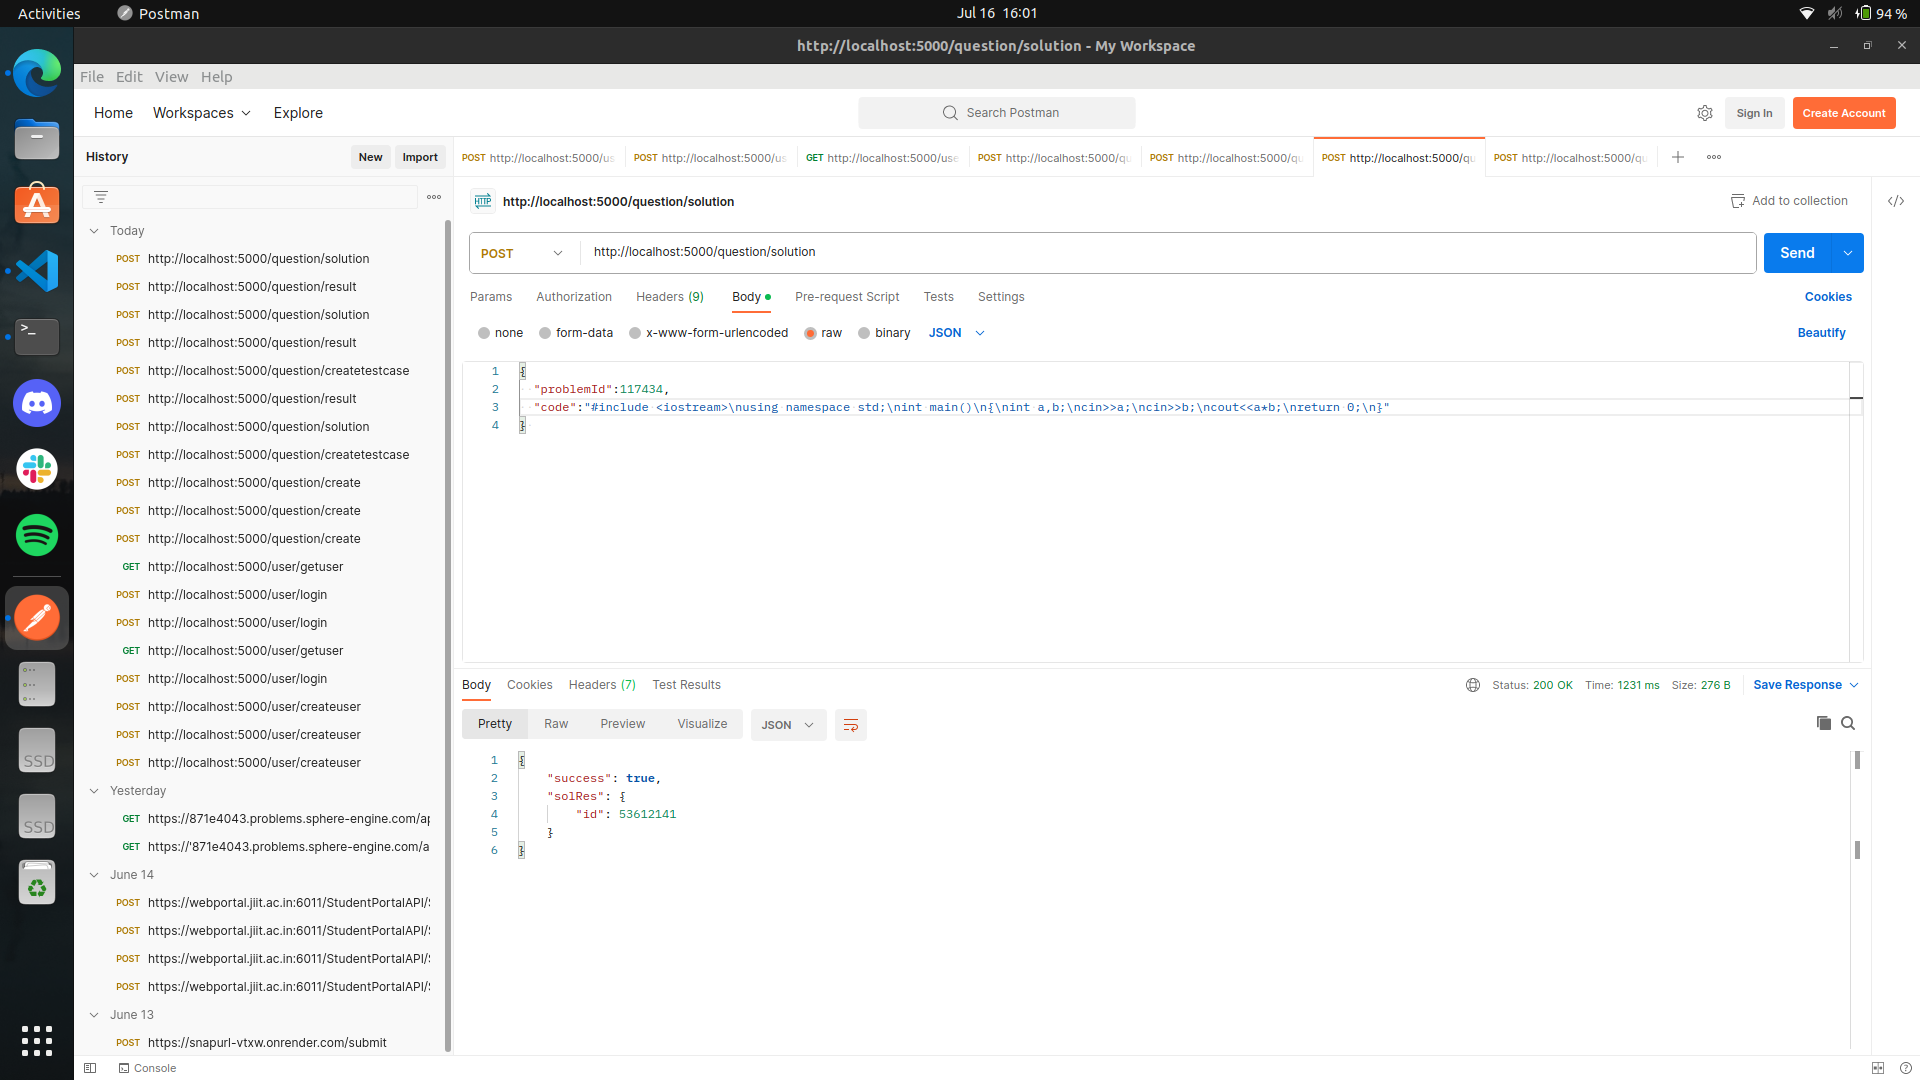 Activities
Postman
Jul 16 16:01
94 %
http://localhost:5000/question/solution - My Workspace
File Edit View Help
Home Workspaces Explore
Search Postman
Sign In
Create Account
History
New
Import
POST http://localhost:5000/us
POST http://localhost:5000/us
GET http://localhost:5000/use
POST http://localhost:5000/qu
POST http://localhost:5000/qu
POST http://localhost:5000/qu
POST http://localhost:5000/qu
Today
POST http://localhost:5000/question/solution
POST http://localhost:5000/question/result
POST http://localhost:5000/question/solution
POST http://localhost:5000/question/result
POST http://localhost:5000/question/createtestcase
POST http://localhost:5000/question/result
POST http://localhost:5000/question/solution
POST http://localhost:5000/question/createtestcase
POST http://localhost:5000/question/create
POST http://localhost:5000/question/create
POST http://localhost:5000/question/create
GET http://localhost:5000/user/getuser
POST http://localhost:5000/user/login
POST http://localhost:5000/user/login
GET http://localhost:5000/user/getuser
POST http://localhost:5000/user/login
POST http://localhost:5000/user/createuser
POST http://localhost:5000/user/createuser
POST http://localhost:5000/user/createuser
Yesterday
GET https://871e4043.problems.sphere-engine.com/ap
GET https://'871e4043.problems.sphere-engine.com/a
June 14
POST https://webportal.jiit.ac.in:6011/StudentPortalAPI/S
POST https://webportal.jiit.ac.in:6011/StudentPortalAPI/S
POST https://webportal.jiit.ac.in:6011/StudentPortalAPI/S
POST https://webportal.jiit.ac.in:6011/StudentPortalAPI/S
June 13
POST https://snapurl-vtxw.onrender.com/submit
HTTP http://localhost:5000/question/solution
Add to collection
</>
POST
http://localhost:5000/question/solution
Send
Params Authorization Headers (9) Body Pre-request Script Tests Settings
Cookies
none form-data x-www-form-urlencoded raw binary JSON
Beautify
1 {
2 "problemId":117434,
3 "code":"#include <iostream>\nusing namespace std;\nint main()\n{\nint a,b;\ncin>>a;\ncin>>b;\ncout<<a*b;\nreturn 0;\n}"
4 }
Body Cookies Headers (7) Test Results
Status: 200 OK Time: 1231 ms Size: 276 B
Save Response
Pretty Raw Preview Visualize JSON
1 {
2 "success": true,
3 "solRes": {
4 "id": 53612141
5 }
6 }
SSD
SSD
Console